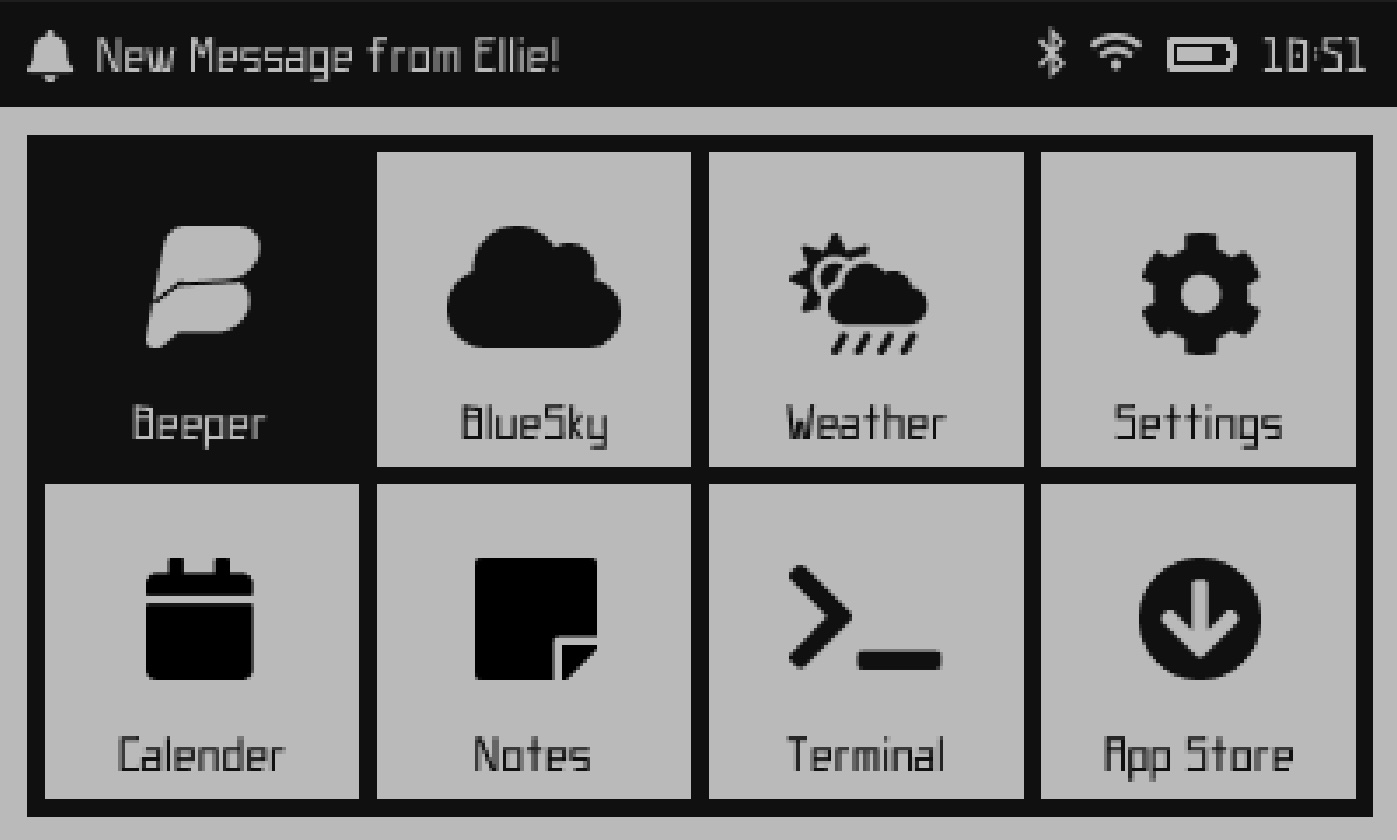 New Message from Ellie! 10:51
Beeper BlueSky Weather Settings
Calender Notes Terminal App Store